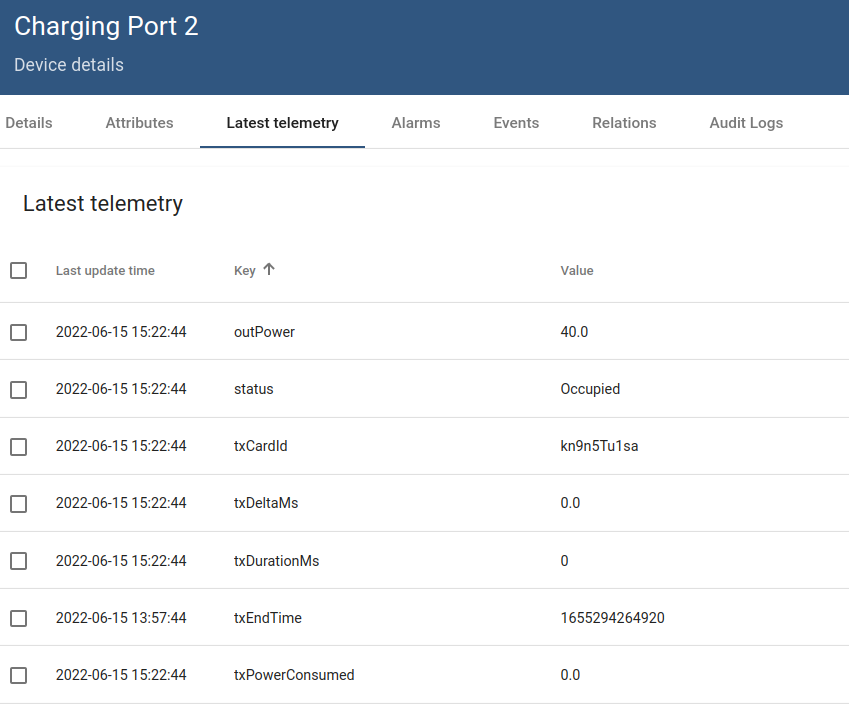 Charging Port 2
Device details
Details Attributes Latest telemetry Alarms Events Relations Audit Logs
Latest telemetry
Last update time Key Value
2022-06-15 15:22:44 outPower 40.0
2022-06-15 15:22:44 status Occupied
2022-06-15 15:22:44 txCardId kn9n5Tu1sa
2022-06-15 15:22:44 txDeltaMs 0.0
2022-06-15 15:22:44 txDurationMs 0
2022-06-15 13:57:44 txEndTime 1655294264920
2022-06-15 15:22:44 txPowerConsumed 0.0